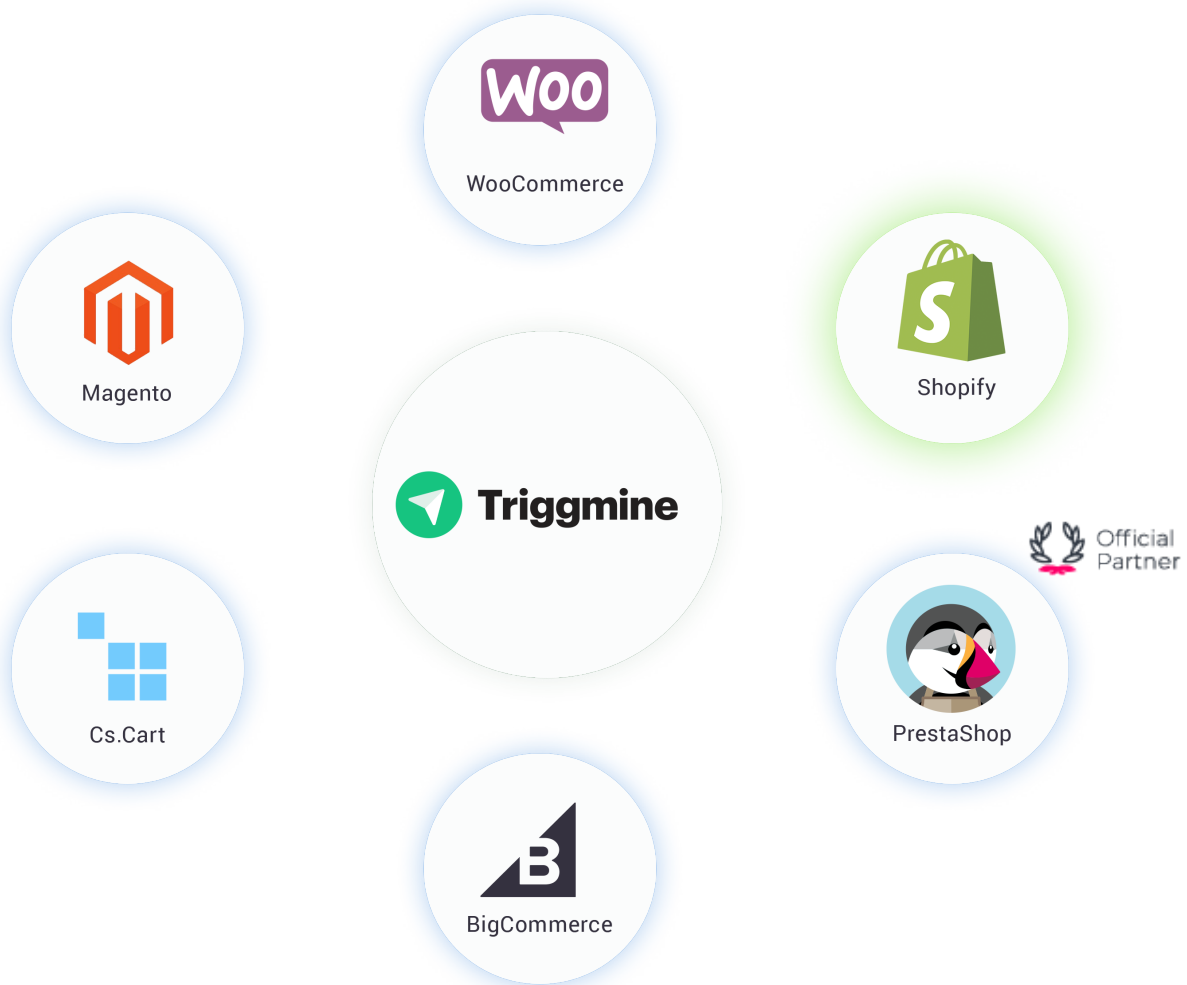 WOO
WooCommerce
Magento
S
Shopify
Triggmine
Official
Partner
Cs.Cart
PrestaShop
B
BigCommerce